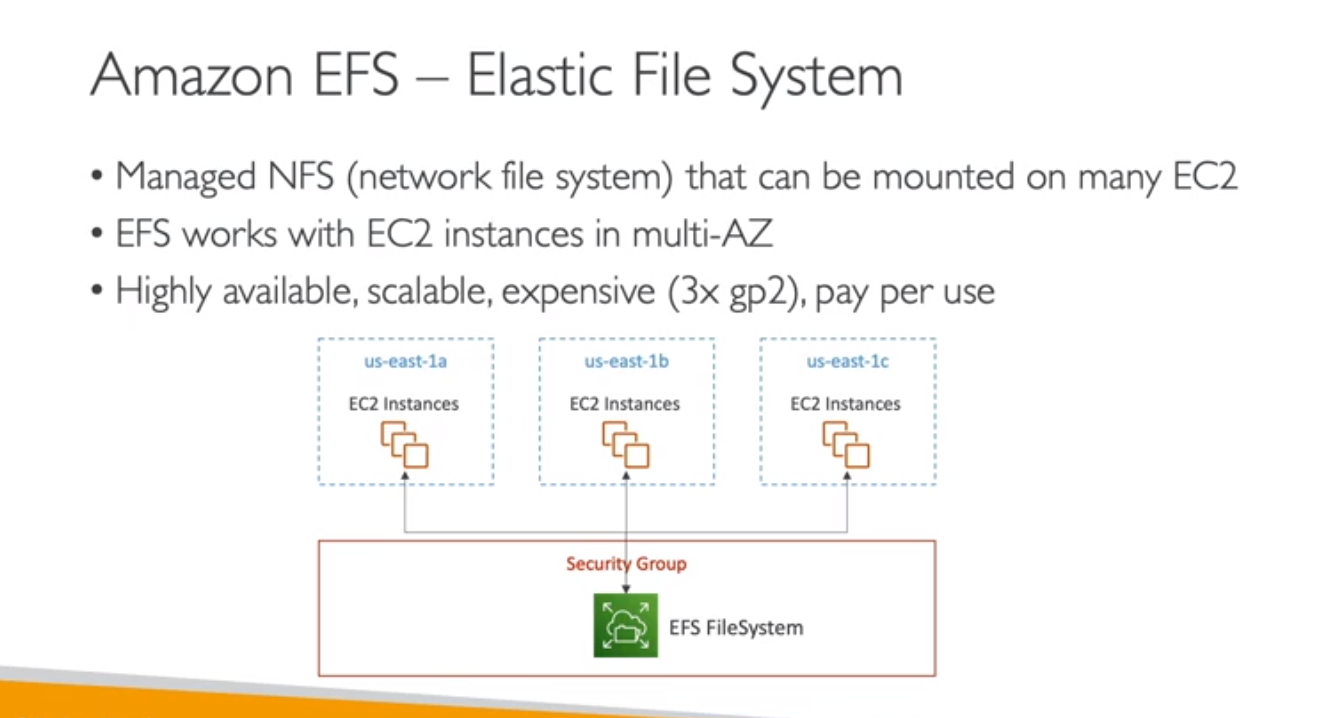 Amazon EFS – Elastic File System
• Managed NFS (network file system) that can be mounted on many EC2
• EFS works with EC2 instances in multi-AZ
• Highly available, scalable, expensive (3x gp2), pay per use
us-east-1a
us-east-1b
us-east-1c
EC2 Instances
EC2 Instances
EC2 Instances
Security Group
EFS FileSystem